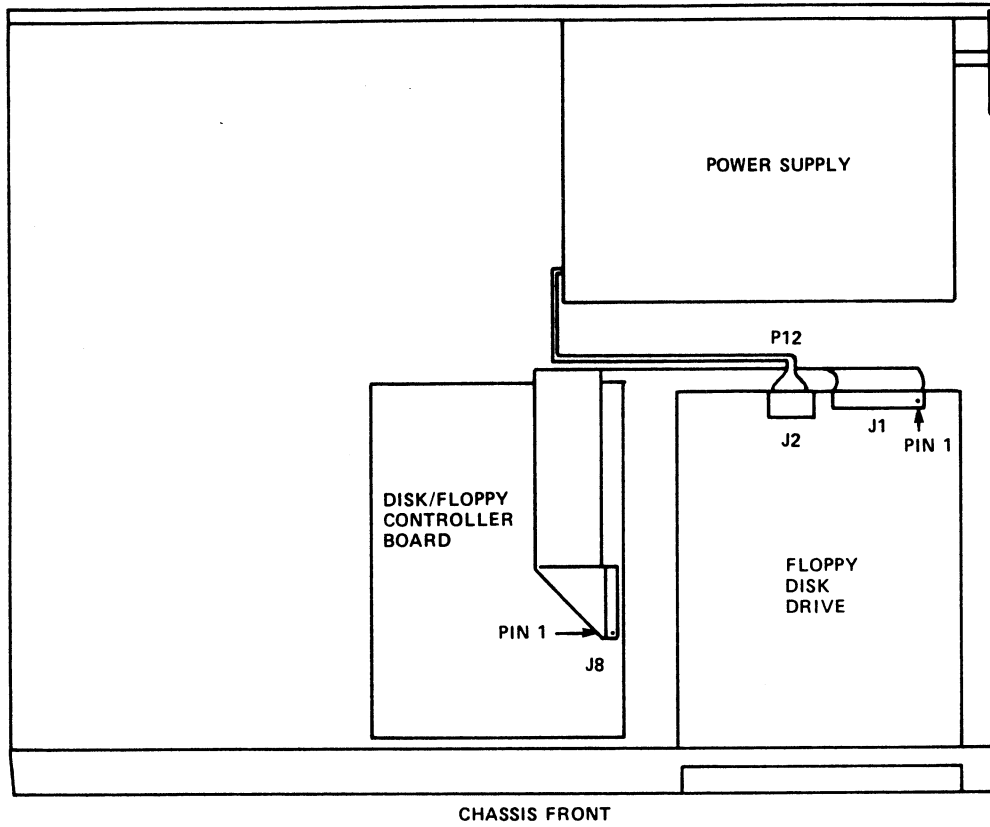 POWER SUPPLY
P12
J2
J1
PIN 1
DISK/FLOPPY
CONTROLLER
BOARD
FLOPPY
DISK
DRIVE
PIN 1
J8
CHASSIS FRONT